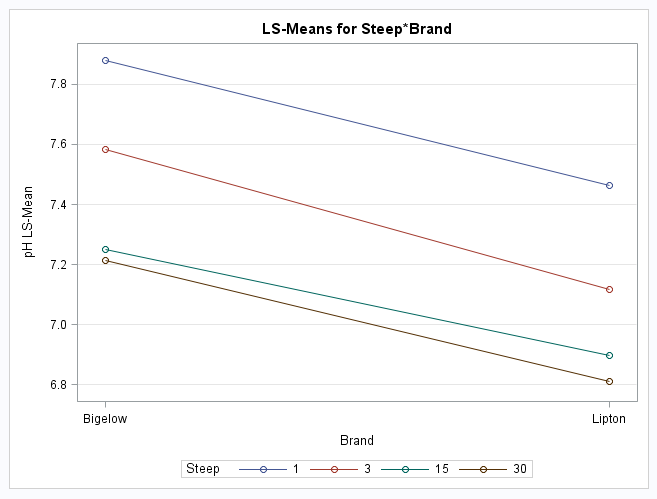 LS-Means for Steep*Brand
7.8
7.6
7.4
7.2
7.0
6.8
pH LS-Mean
Bigelow Lipton
Brand
Steep 1 3 15 30